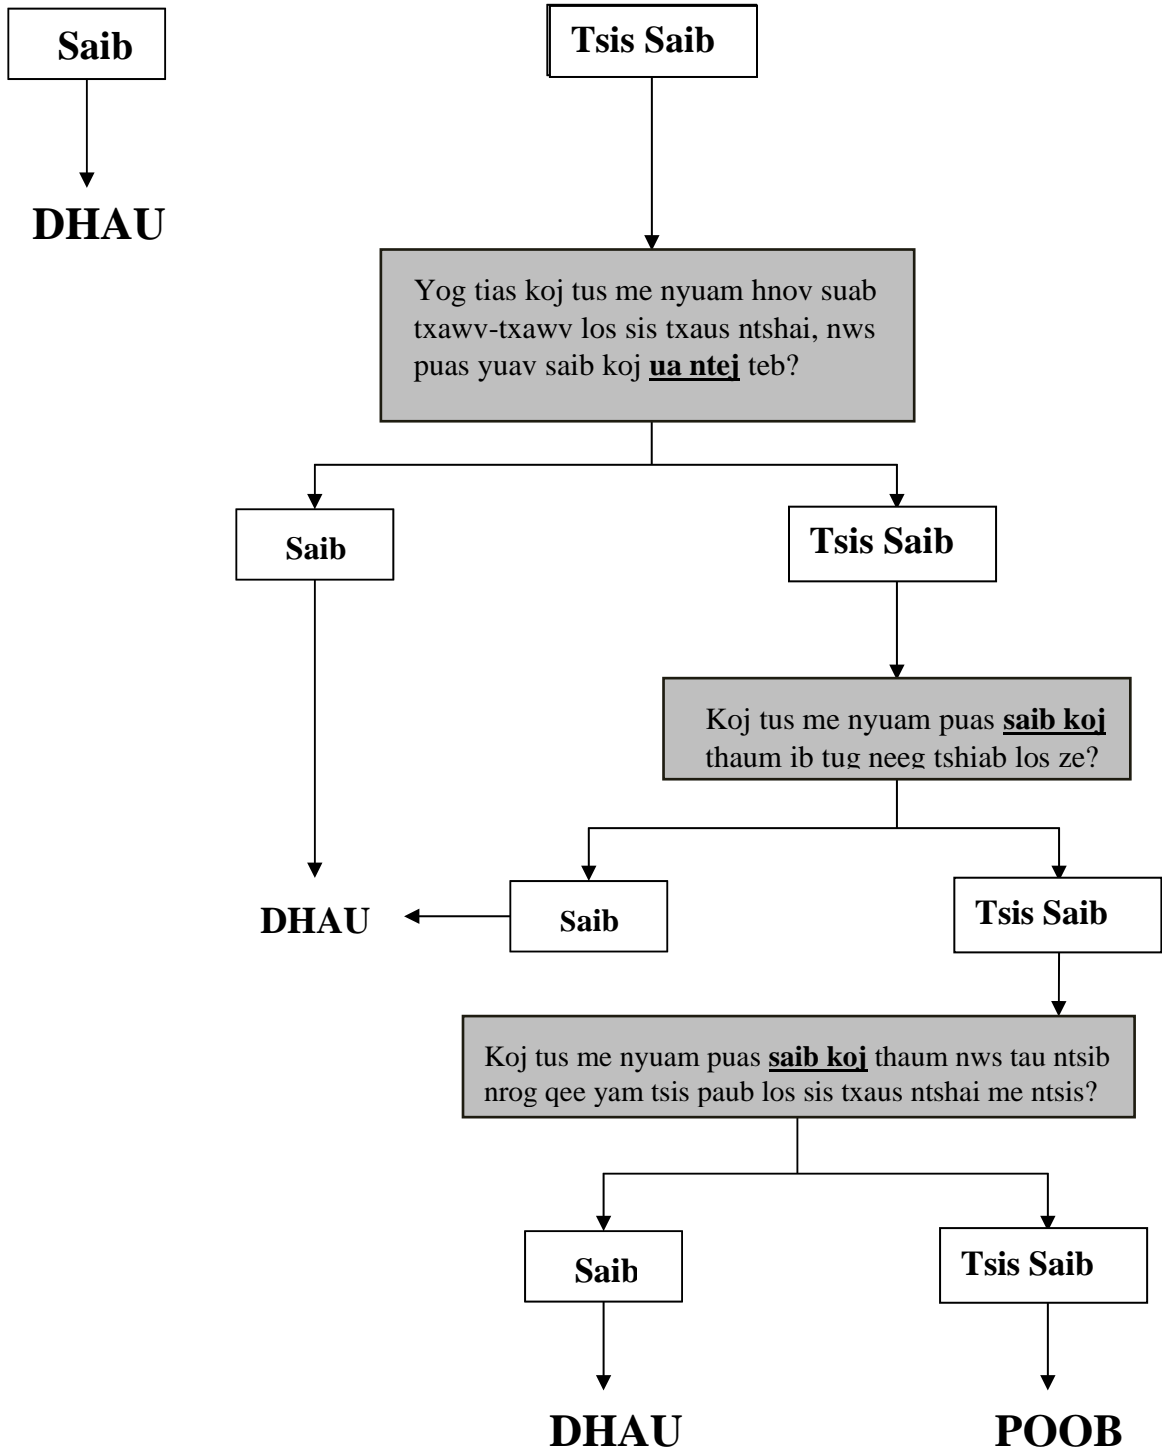 Saib
Tsis Saib
DHAU
Yog tias koj tus me nyuam hnov suab
txawv-txawv los sis txaus ntshai, nws
puas yuav saib koj ua ntej teb?
Saib
Tsis Saib
Koj tus me nyuam puas saib koj
thaum ib tug neeg tshiab los ze?
DHAU
Saib
Tsis Saib
Koj tus me nyuam puas saib koj thaum nws tau ntsib
nrog qee yam tsis paub los sis txaus ntshai me ntsis?
Saib
Tsis Saib
DHAU
POOB